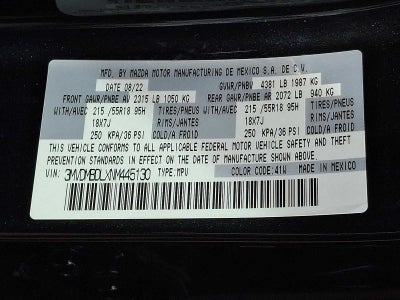 MFD. BY MAZDA MOTOR MANUFACTURING DE MEXICO S.A. DE C.V.
DATE 08/22 GVWR/PNBV 4381 LB 1987 KG
FRONT GAWR/PNBE AV 2315 LB 1050 KG REAR GAWR/PNBE AR 2072 LB 940 KG
WITH/AVEC 215 /55R18 95H TIRES/PNEU WITH/AVEC 215 /55R18 95H TIRES/PNEU
18X7J RIMS/JANTES 18X7J RIMS/JANTES
250 KPA/36 PSI COLD/A FROID 250 KPA/36 PSI COLD/A FROID
THIS VEHICLE CONFORMS TO ALL APPLICABLE FEDERAL MOTOR VEHICLE SAFETY AND THEFT
PREVENTION STANDARDS IN EFFECT ON THE DATE OF MANUFACTURE SHOWN ABOVE.
VIN: 3MVDMBDLXNM445130 TYPE:MPV COLOR CODE:41W MADE IN MEXICO